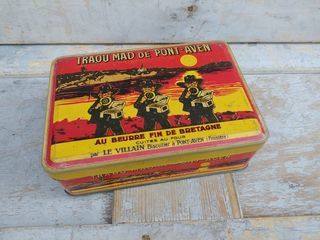 TRAOU MAD DE PONT-AVEN
AU BEURRE FIN DE BRETAGNE
CUITES AU FOUR
par LE VILLAIN Biscuitier à PONT-AVEN (Finistère)